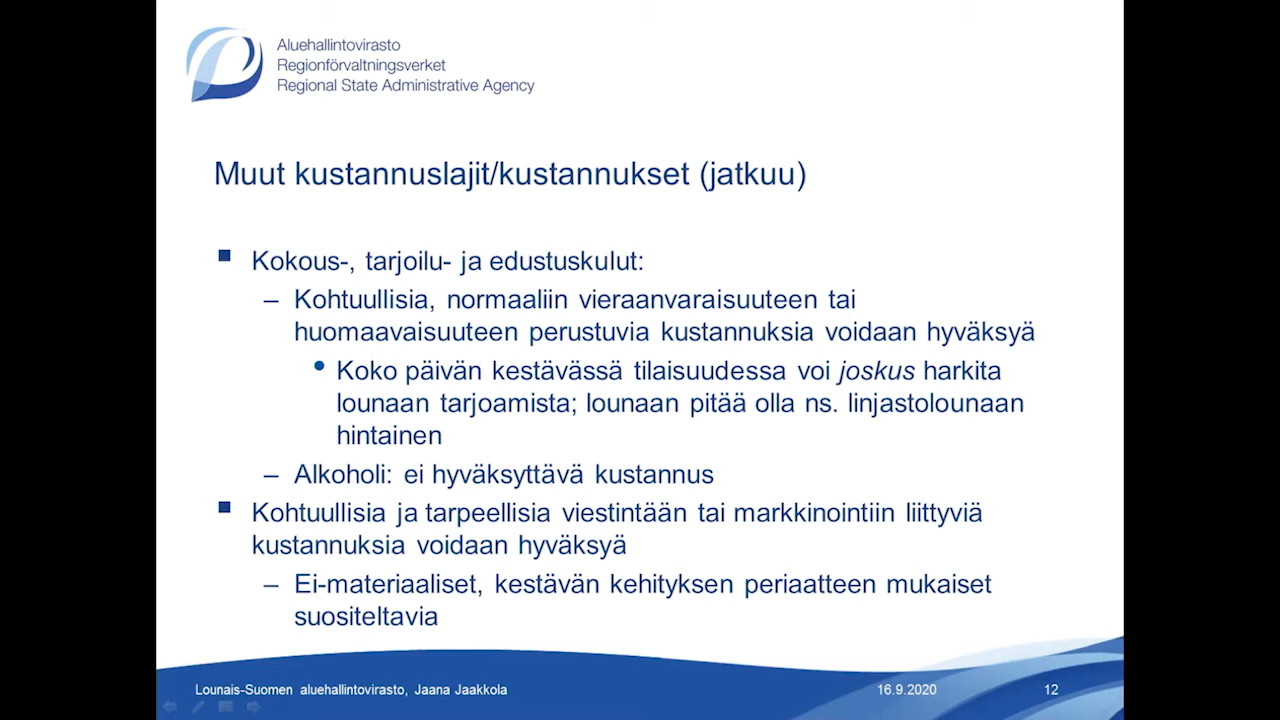 Aluehallintovirasto
Regionförvaltningsverket
Regional State Administrative Agency
Muut kustannuslajit/kustannukset (jatkuu)
Kokous-, tarjoilu- ja edustuskulut:
– Kohtuullisia, normaaliin vieraanvaraisuuteen tai
huomaavaisuuteen perustuvia kustannuksia voidaan hyväksyä
• Koko päivän kestävässä tilaisuudessa voi joskus harkita
lounaan tarjoamista; lounaan pitää olla ns. linjastolounaan
hintainen
– Alkoholi: ei hyväksyttävä kustannus
Kohtuullisia ja tarpeellisia viestintään tai markkinointiin liittyviä
kustannuksia voidaan hyväksyä
– Ei-materiaaliset, kestävän kehityksen periaatteen mukaiset
suositeltavia
Lounais-Suomen aluehallintovirasto, Jaana Jaakkola
16.9.2020
12